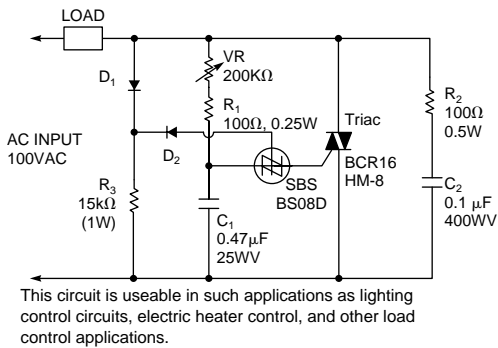 LOAD
D1
VR
200KΩ
R1
100Ω, 0.25W
AC INPUT
100VAC
D2
R3
15kΩ
(1W)
C1
0.47µF
25WV
SBS
BS08D
Triac
BCR16
HM-8
R2
100Ω
0.5W
C2
0.1 µF
400WV
This circuit is useable in such applications as lighting
control circuits, electric heater control, and other load
control applications.